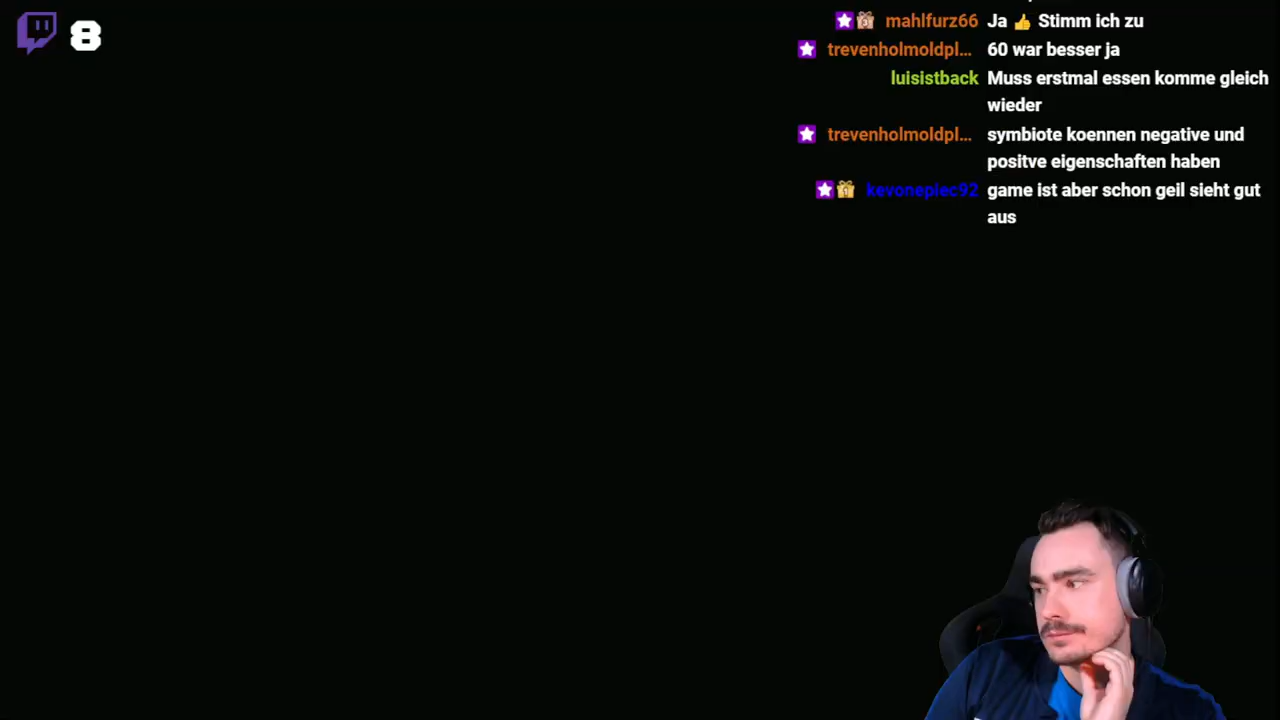 8
mahlfurz66 Ja 👍 Stimm ich zu
trevenholmoldpl... 60 war besser ja
luisistback Muss erstmal essen komme gleich
wieder
trevenholmoldpl... symbiote koennen negative und
positve eigenschaften haben
kevoneplec92 game ist aber schon geil sieht gut
aus